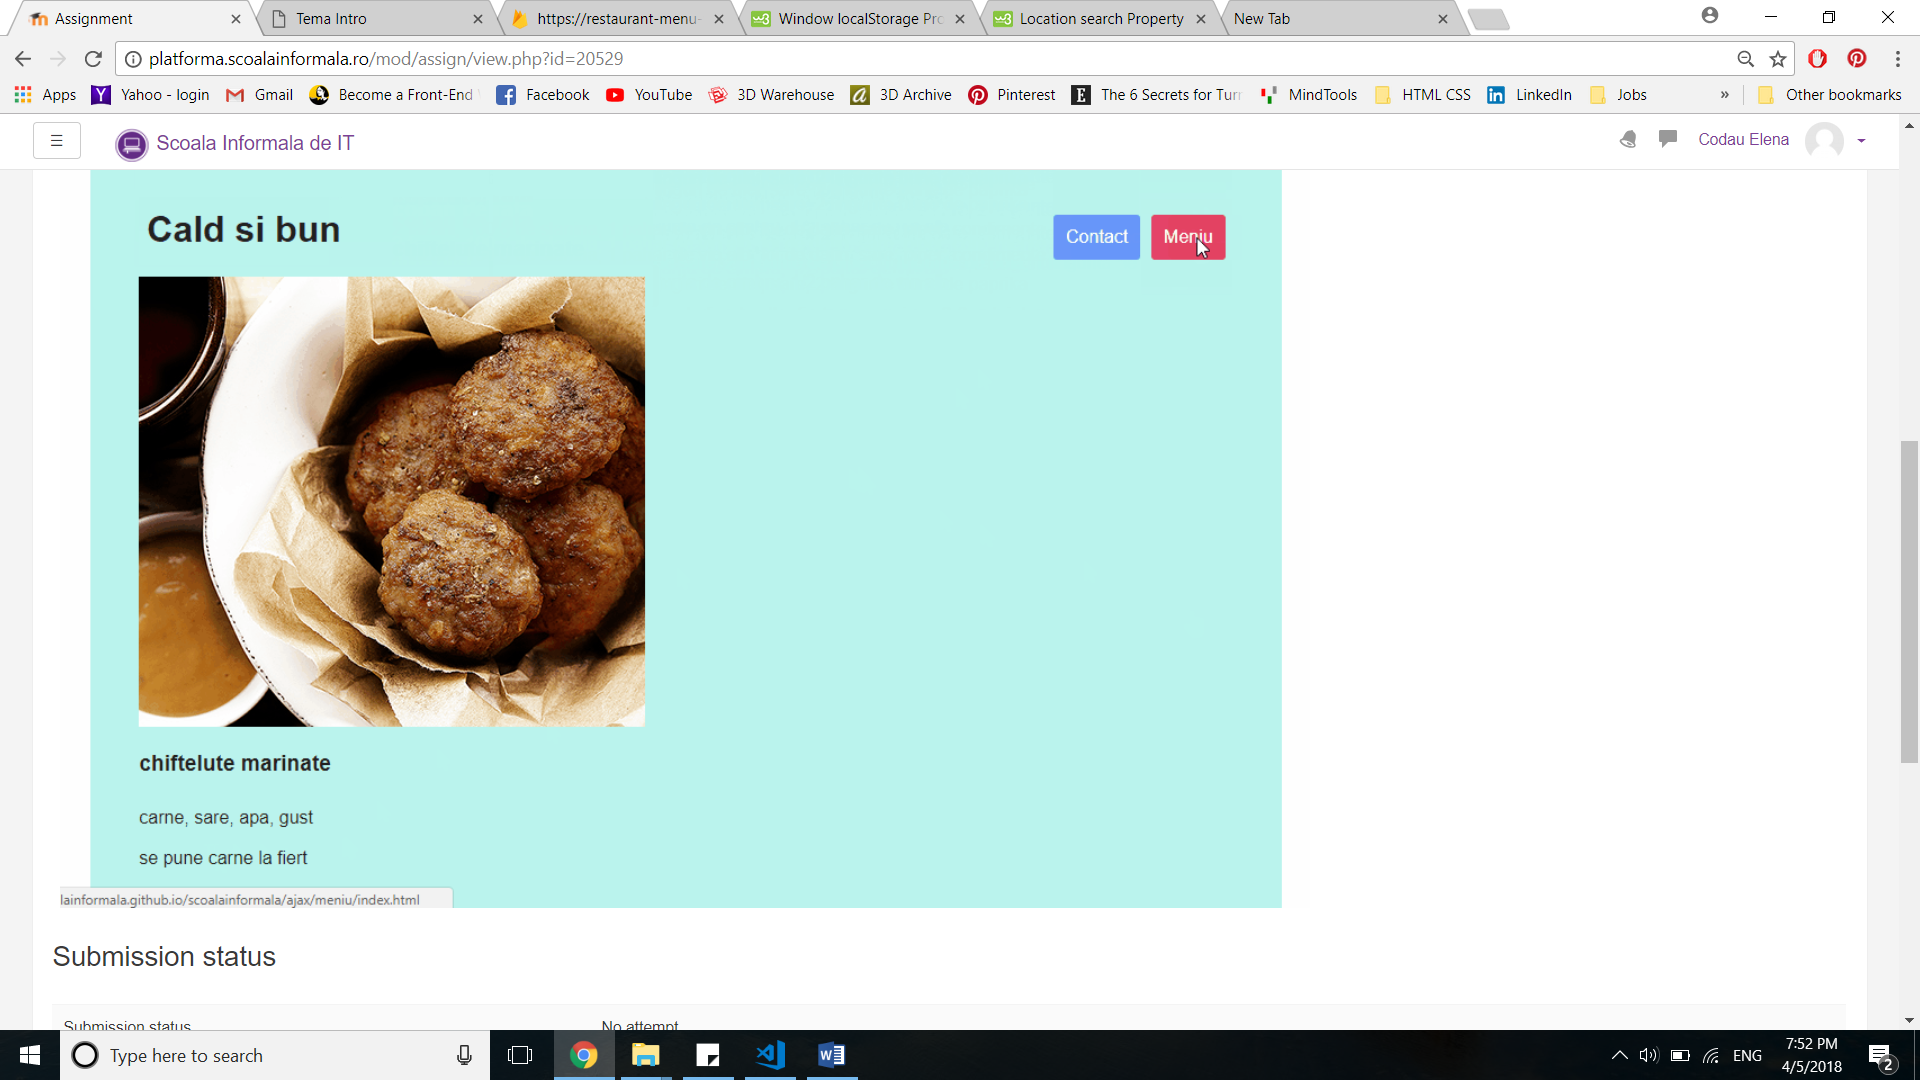 Assignment
Tema Intro
https://restaurant-menu-
Window localStorage Pro
Location search Property
New Tab
platforma.scoalainformala.ro/mod/assign/view.php?id=20529
Apps
Yahoo - login
Gmail
Become a Front-End
Facebook
YouTube
3D Warehouse
3D Archive
Pinterest
The 6 Secrets for Turn
MindTools
HTML CSS
LinkedIn
Jobs
»
Other bookmarks
Scoala Informala de IT
Codau Elena
Cald si bun
Contact
Meniu
chiftelute marinate
carne, sare, apa, gust
se pune carne la fiert
lainformala.github.io/scoalainformala/ajax/meniu/index.html
Submission status
Submission status
No attempt
Type here to search
ENG
7:52 PM
4/5/2018
2